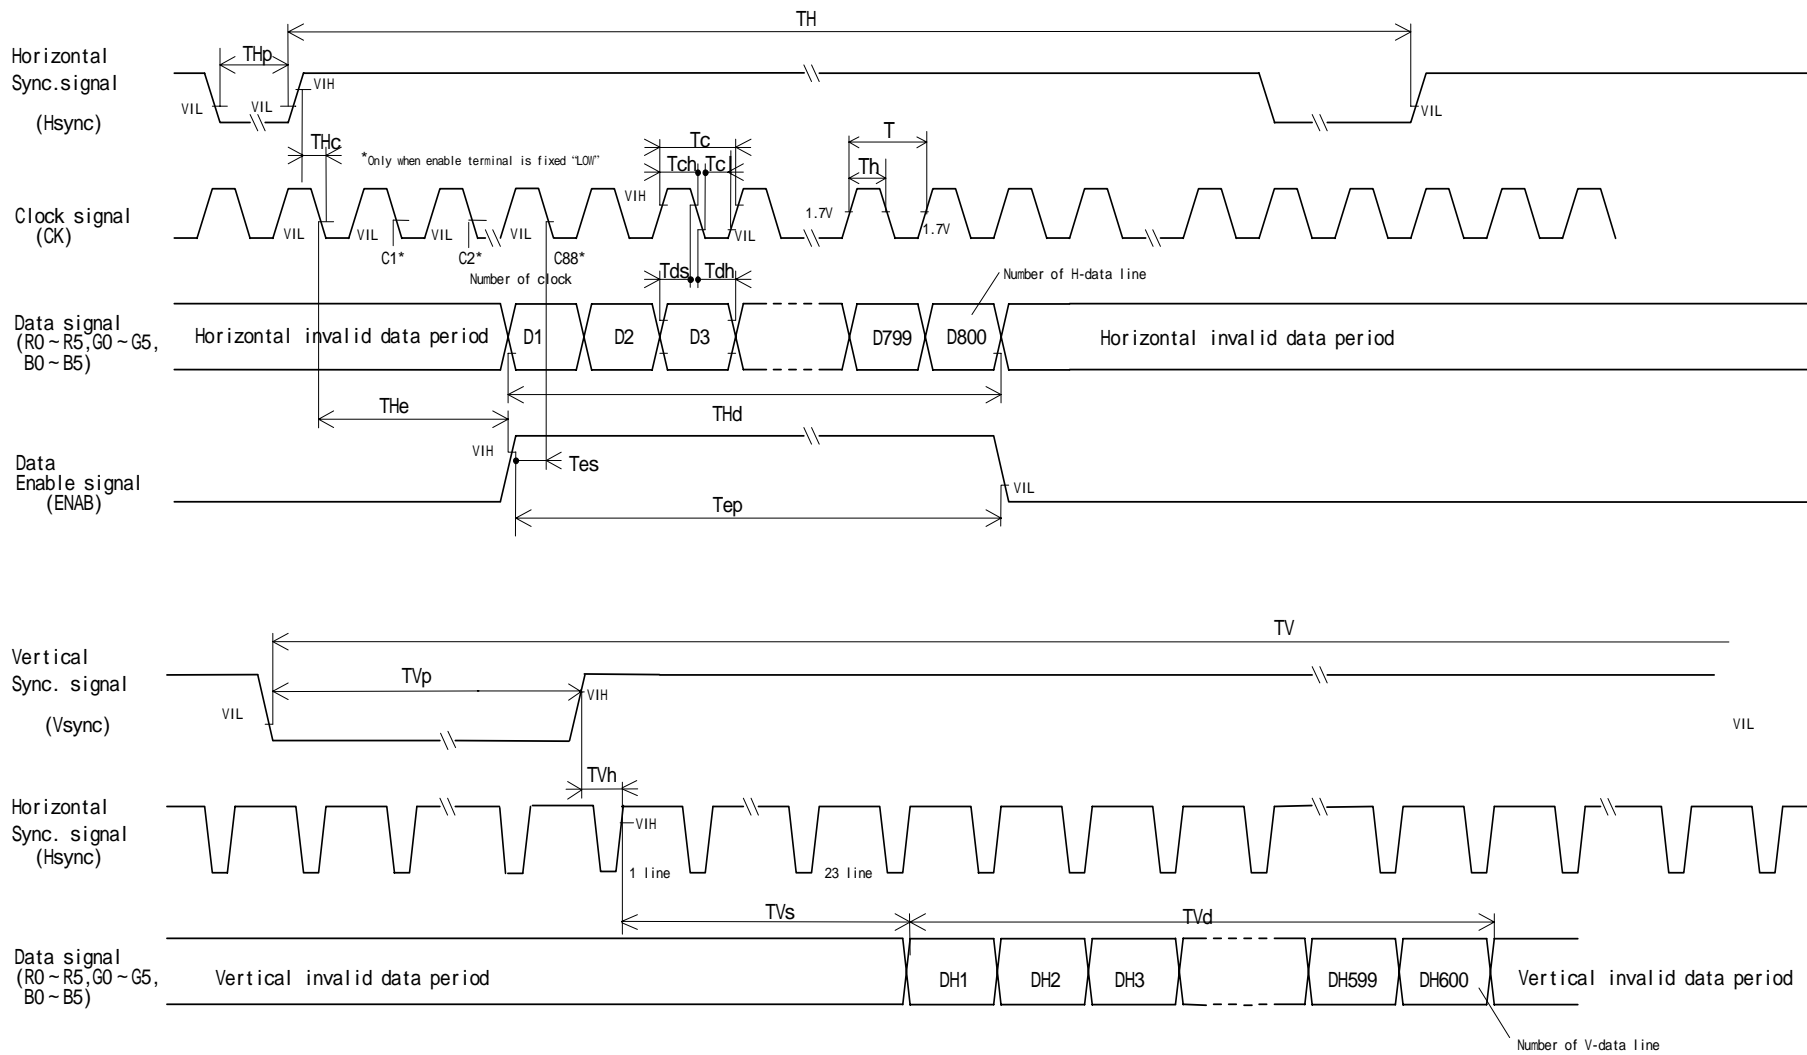 TH
Horizontal
Sync.signal
(Hsync)
THp
VIH
VIL
VIL
VIL
THc
*Only when enable terminal is fixed "LOW"
Tc
Tch
Tcl
T
Th
Clock signal
(CK)
VIH
VIL
VIL
VIL
VIL
VIL
1.7V
1.7V
C1*
C2*
C88*
Number of clock
Tds
Tdh
Number of H-data line
Data signal
(R0~R5,G0~G5,
B0~B5)
Horizontal invalid data period
D1
D2
D3
D799
D800
Horizontal invalid data period
THe
THd
Data
Enable signal
(ENAB)
VIH
Tes
VIL
Tep
TV
Vertical
Sync. signal
(Vsync)
TVp
VIH
VIL
VIL
TVh
Horizontal
Sync. signal
(Hsync)
VIH
1 line
23 line
TVs
TVd
Data signal
(R0~R5,G0~G5,
B0~B5)
Vertical invalid data period
DH1
DH2
DH3
DH599
DH600
Vertical invalid data period
Number of V-data line